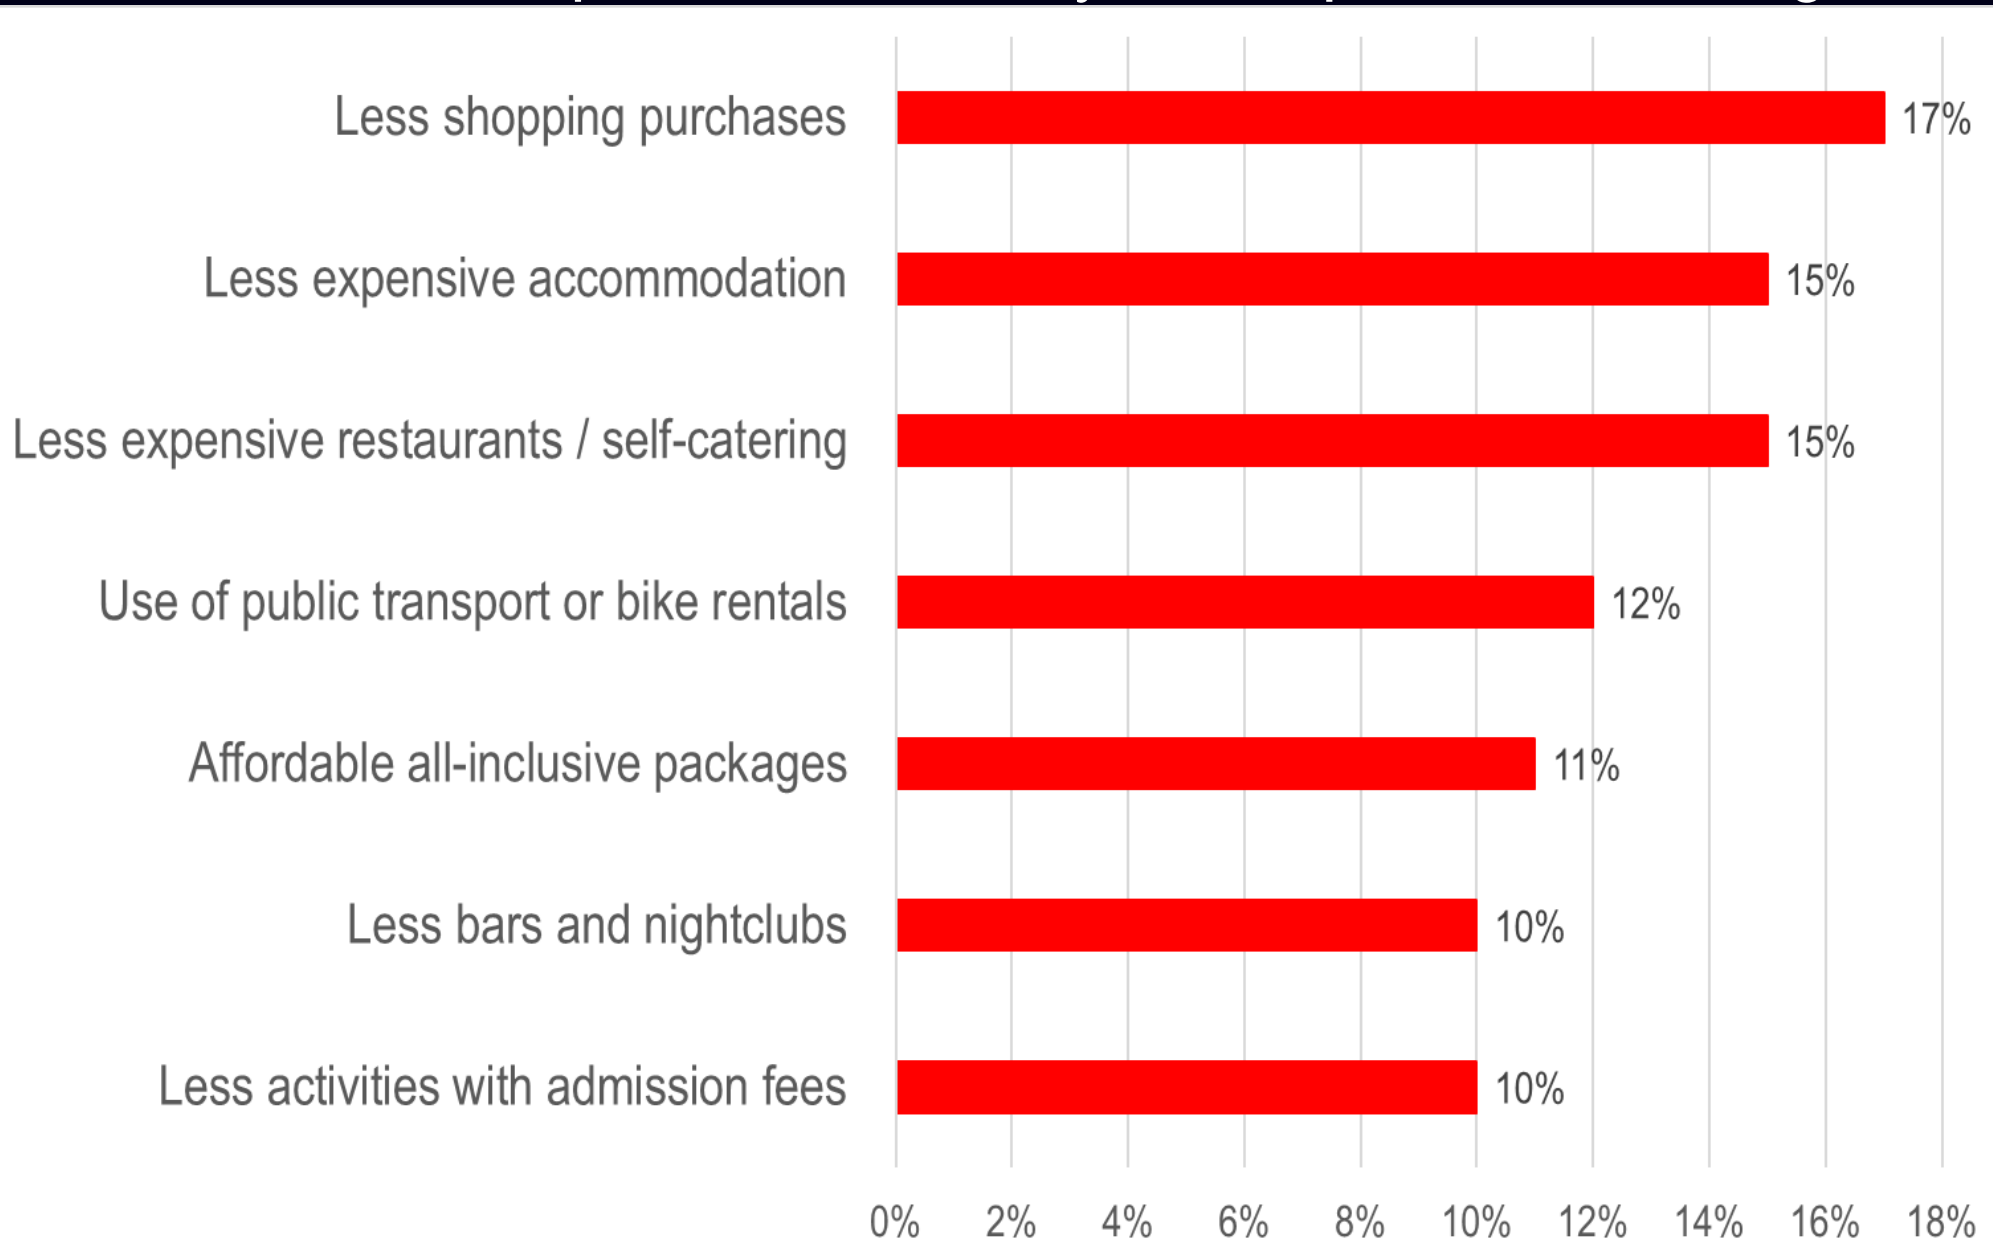 Less shopping purchases 17%
Less expensive accommodation 15%
Less expensive restaurants / self-catering 15%
Use of public transport or bike rentals 12%
Affordable all-inclusive packages 11%
Less bars and nightclubs 10%
Less activities with admission fees 10%
0% 2% 4% 6% 8% 10% 12% 14% 16% 18%